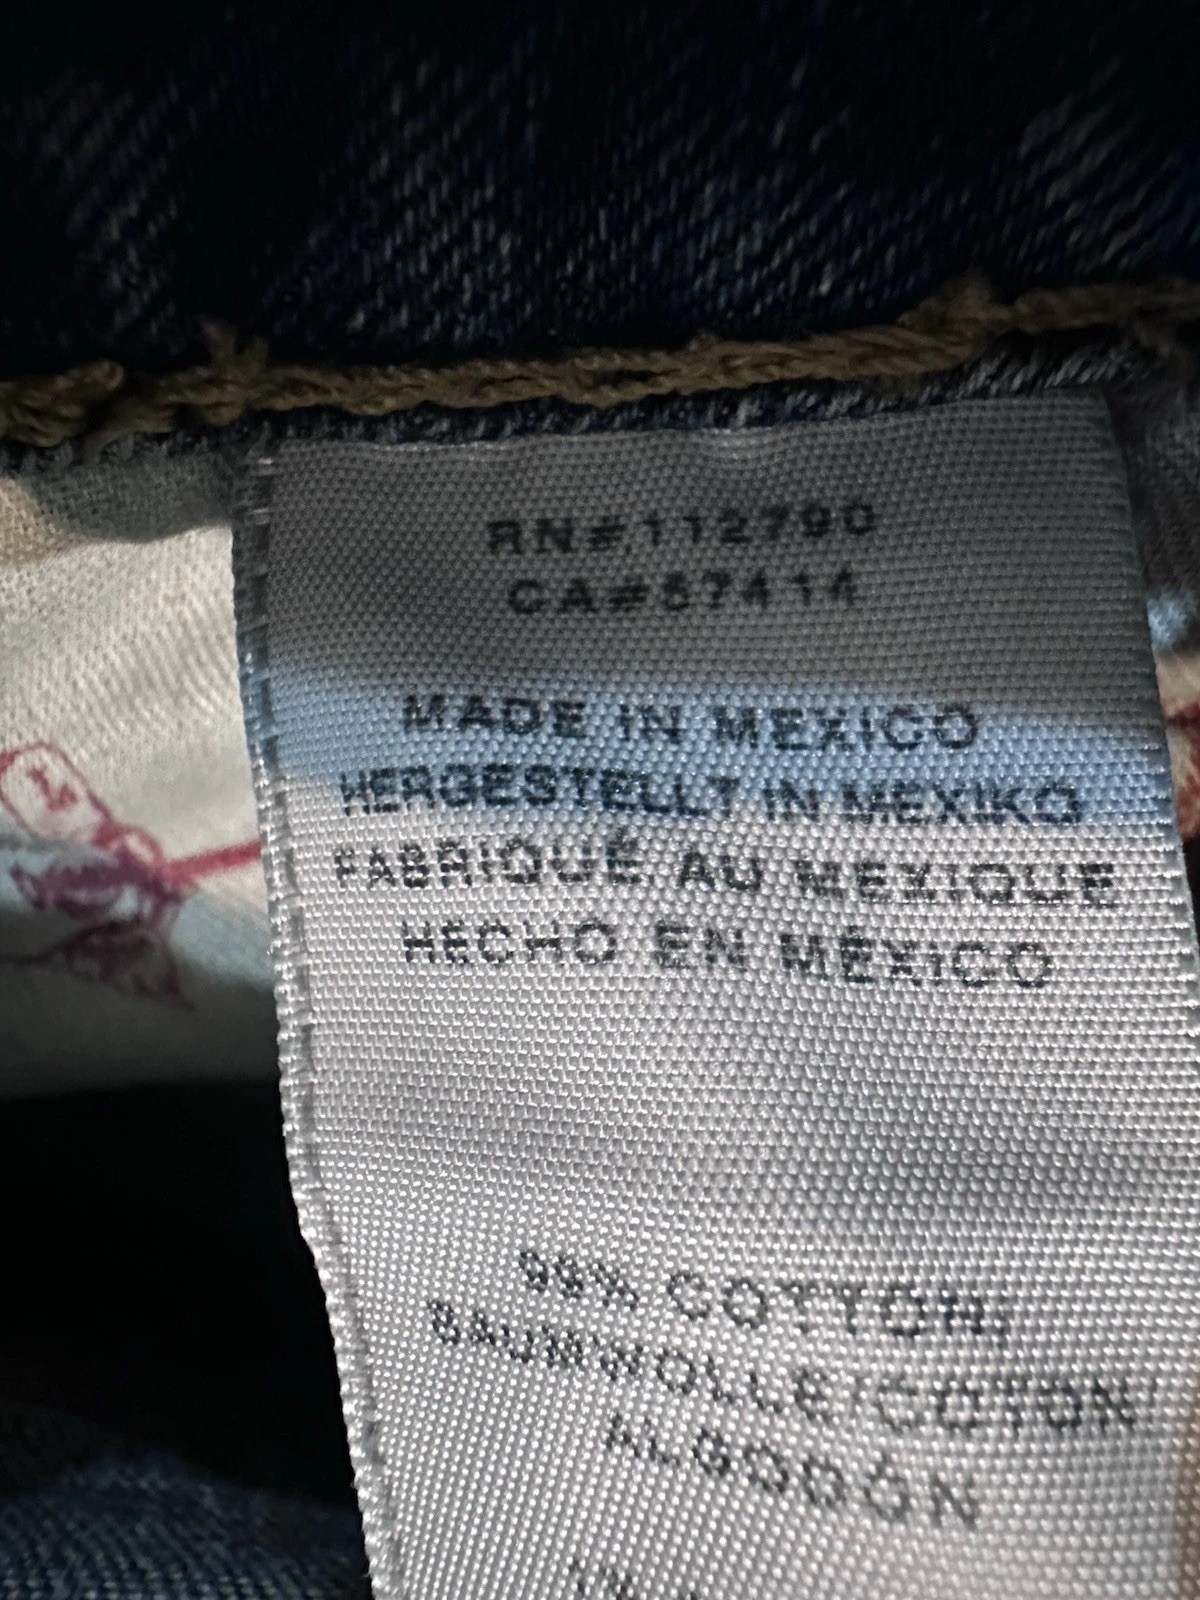 RN#112790
CA#57414
MADE IN MEXICO
HERGESTELLT IN MEXIKO
FABRIQUÉ AU MEXIQUE
HECHO EN MÉXICO
99% COTTON/
BAUMWOLLE/COTON
ALGODÓN